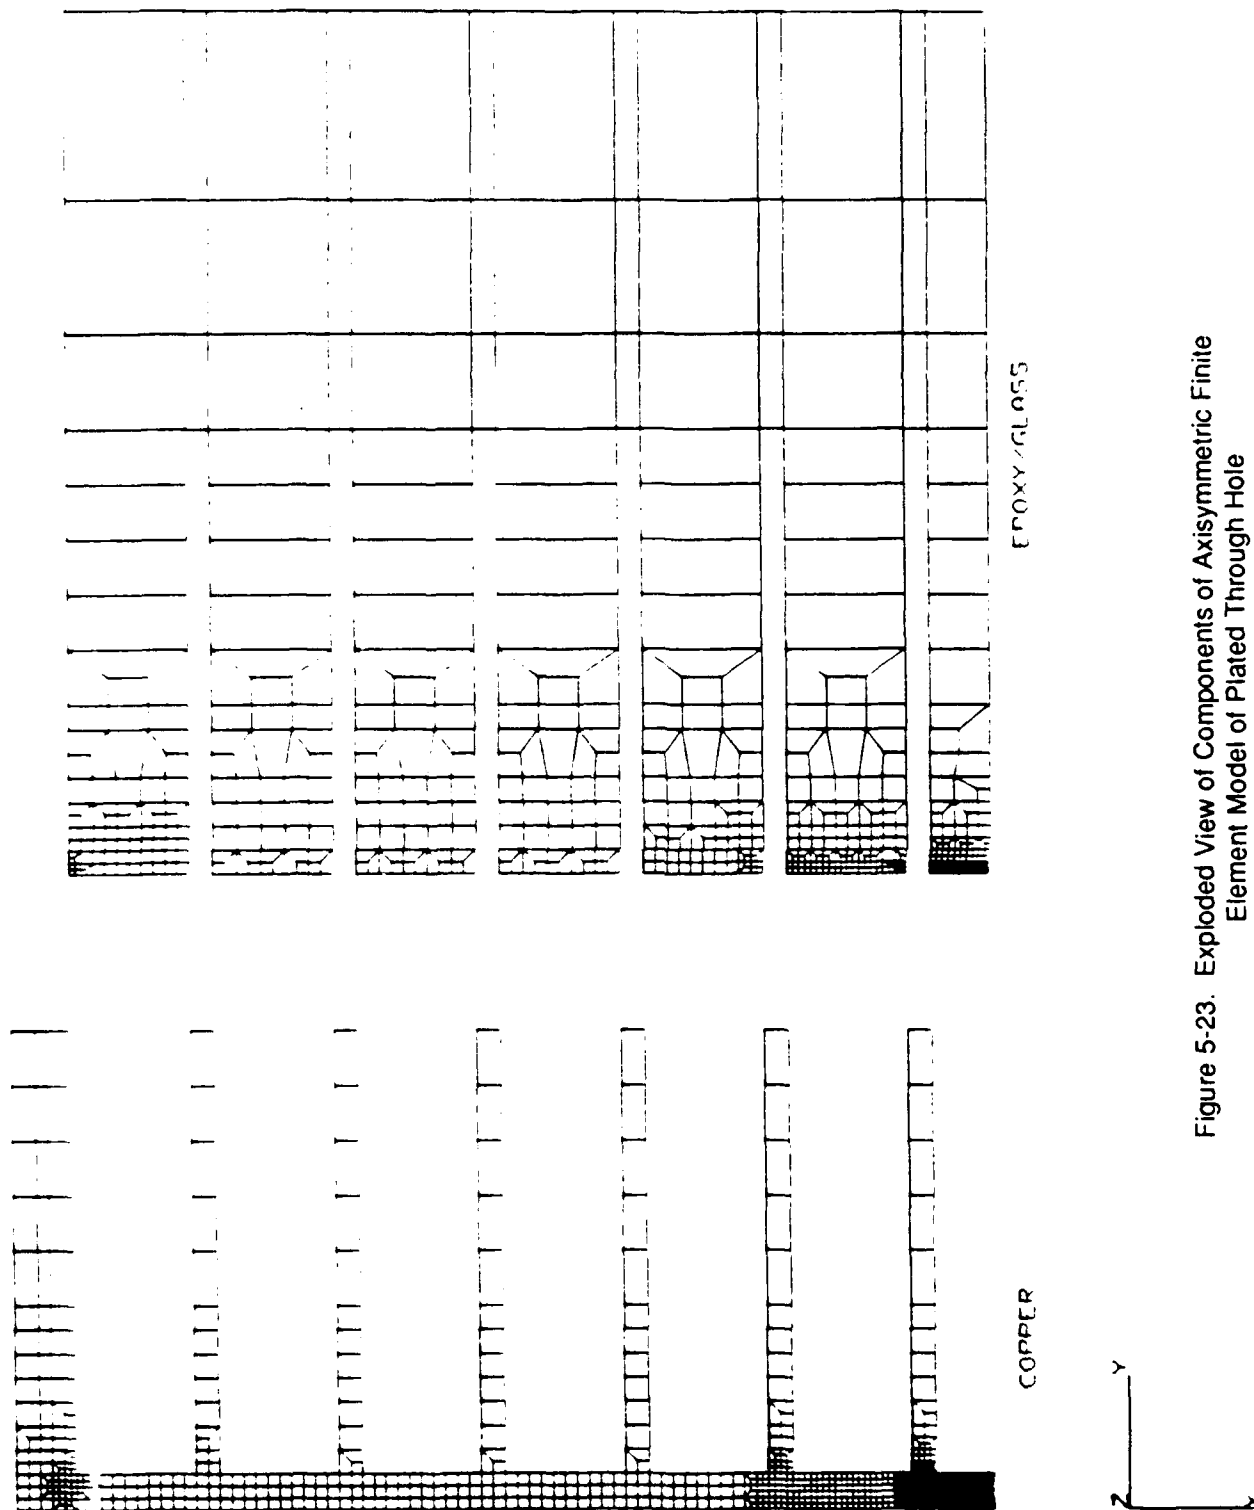 EPOXY/GLASS
COPPER
Z
Y
X
Figure 5-23. Exploded View of Components of Axisymmetric Finite
Element Model of Plated Through Hole